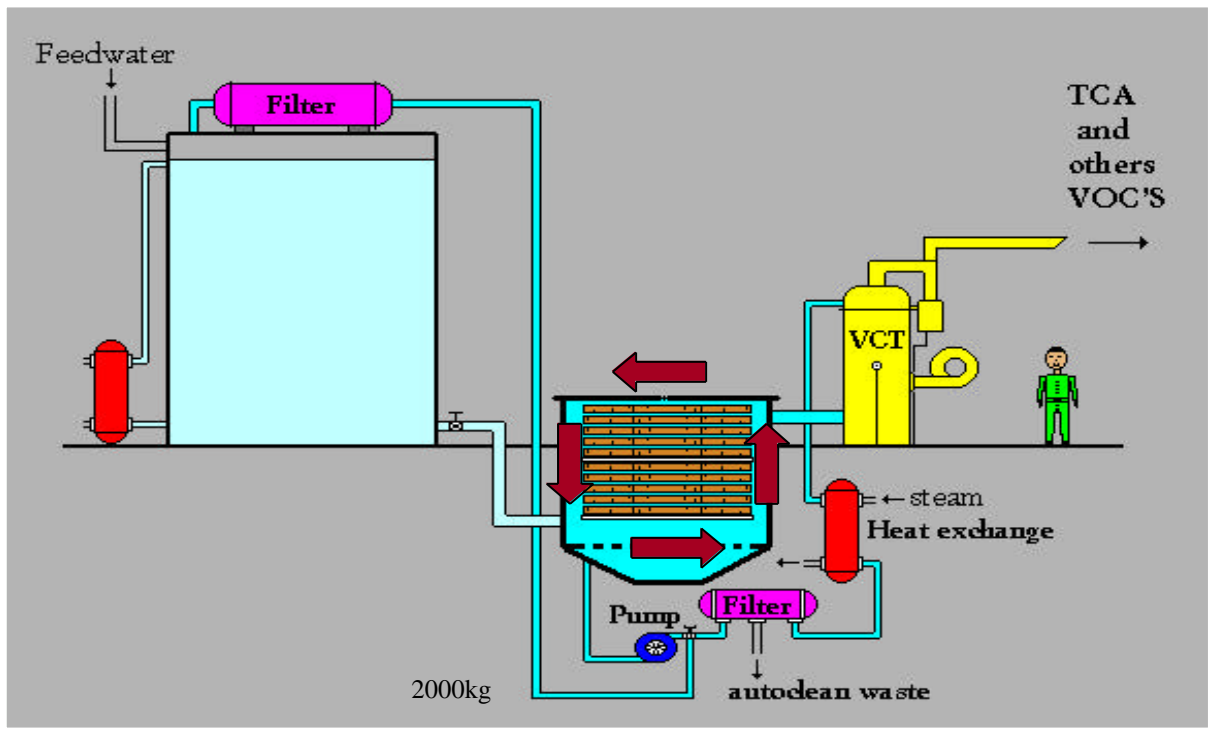 Feedwater
Filter
TCA
and
others
VOC'S
VCT
steam
Heat exchange
Filter
Pump
autoclean waste
2000kg